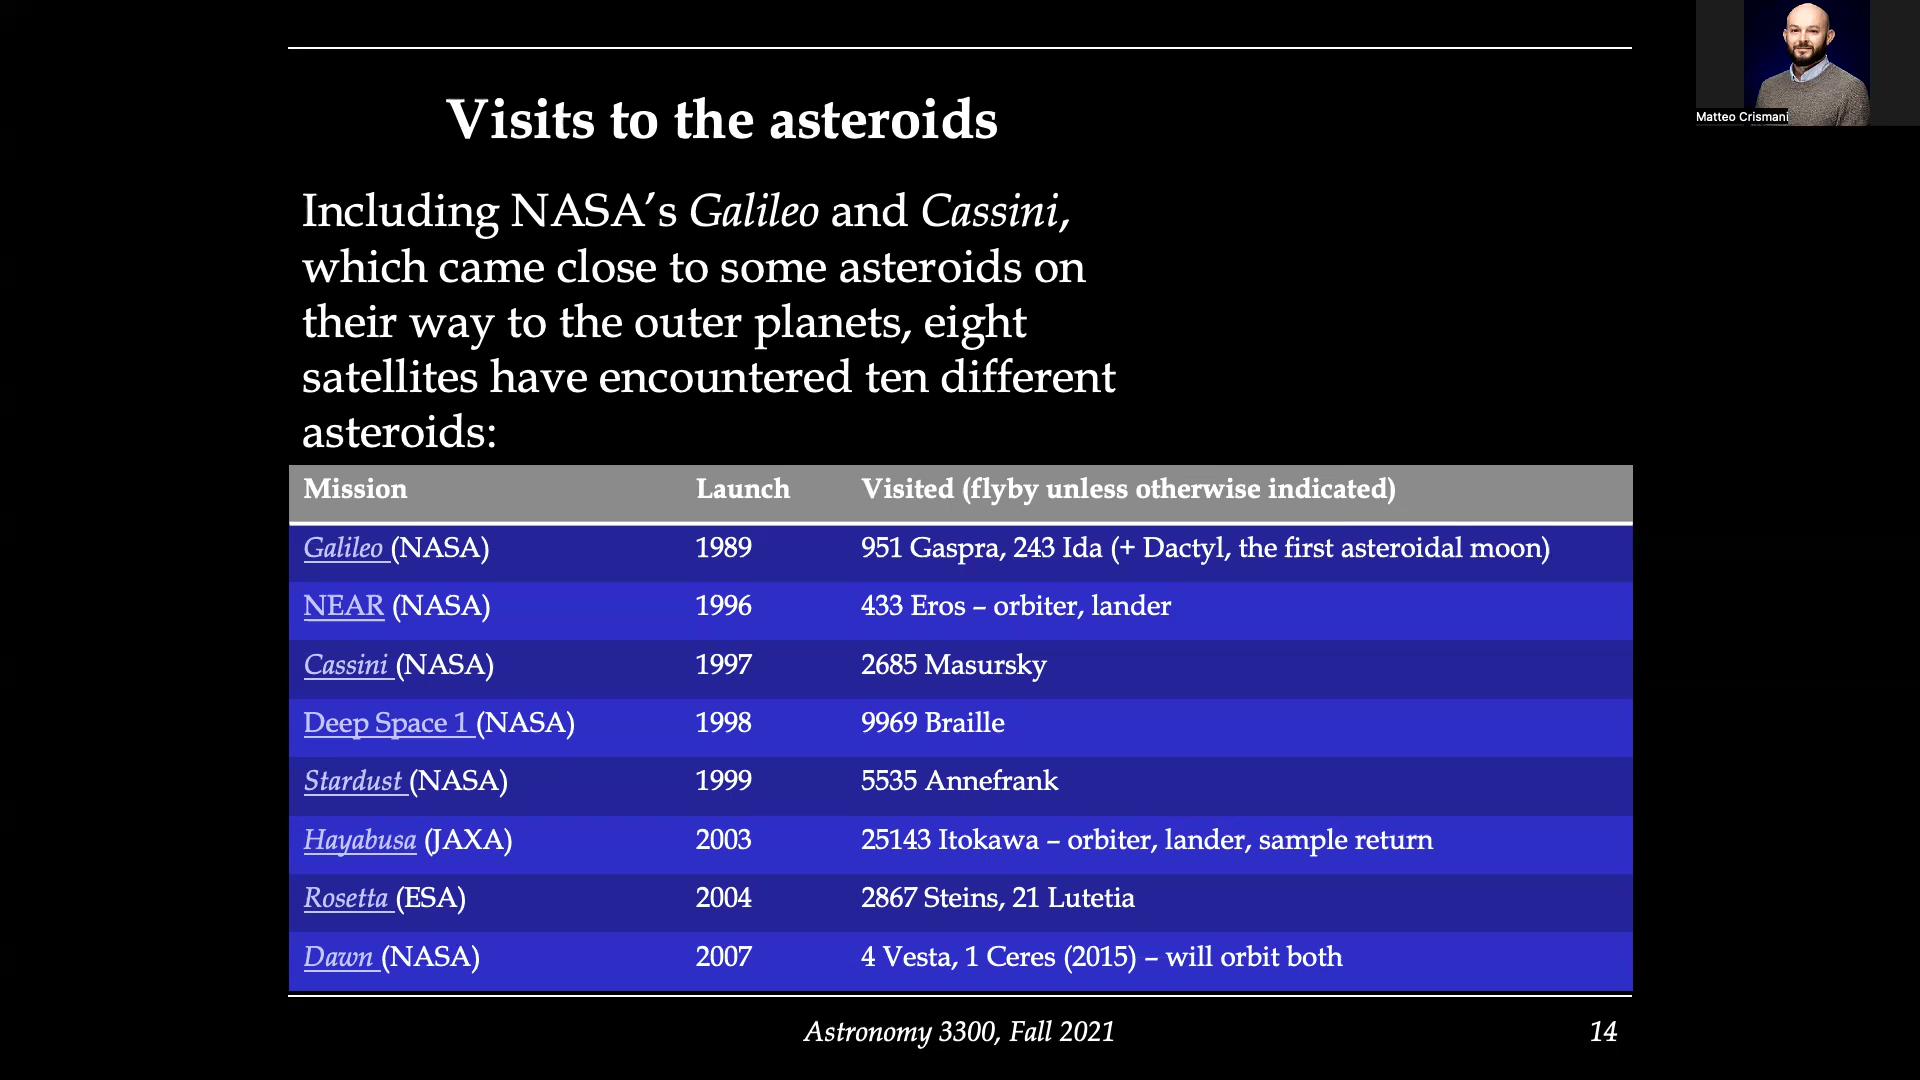 Visits to the asteroids
Matteo Crismani
Including NASA’s Galileo and Cassini,
which came close to some asteroids on
their way to the outer planets, eight
satellites have encountered ten different
asteroids:
Mission Launch Visited (flyby unless otherwise indicated)
Galileo (NASA) 1989 951 Gaspra, 243 Ida (+ Dactyl, the first asteroidal moon)
NEAR (NASA) 1996 433 Eros – orbiter, lander
Cassini (NASA) 1997 2685 Masursky
Deep Space 1 (NASA) 1998 9969 Braille
Stardust (NASA) 1999 5535 Annefrank
Hayabusa (JAXA) 2003 25143 Itokawa – orbiter, lander, sample return
Rosetta (ESA) 2004 2867 Steins, 21 Lutetia
Dawn (NASA) 2007 4 Vesta, 1 Ceres (2015) – will orbit both
Astronomy 3300, Fall 2021 14